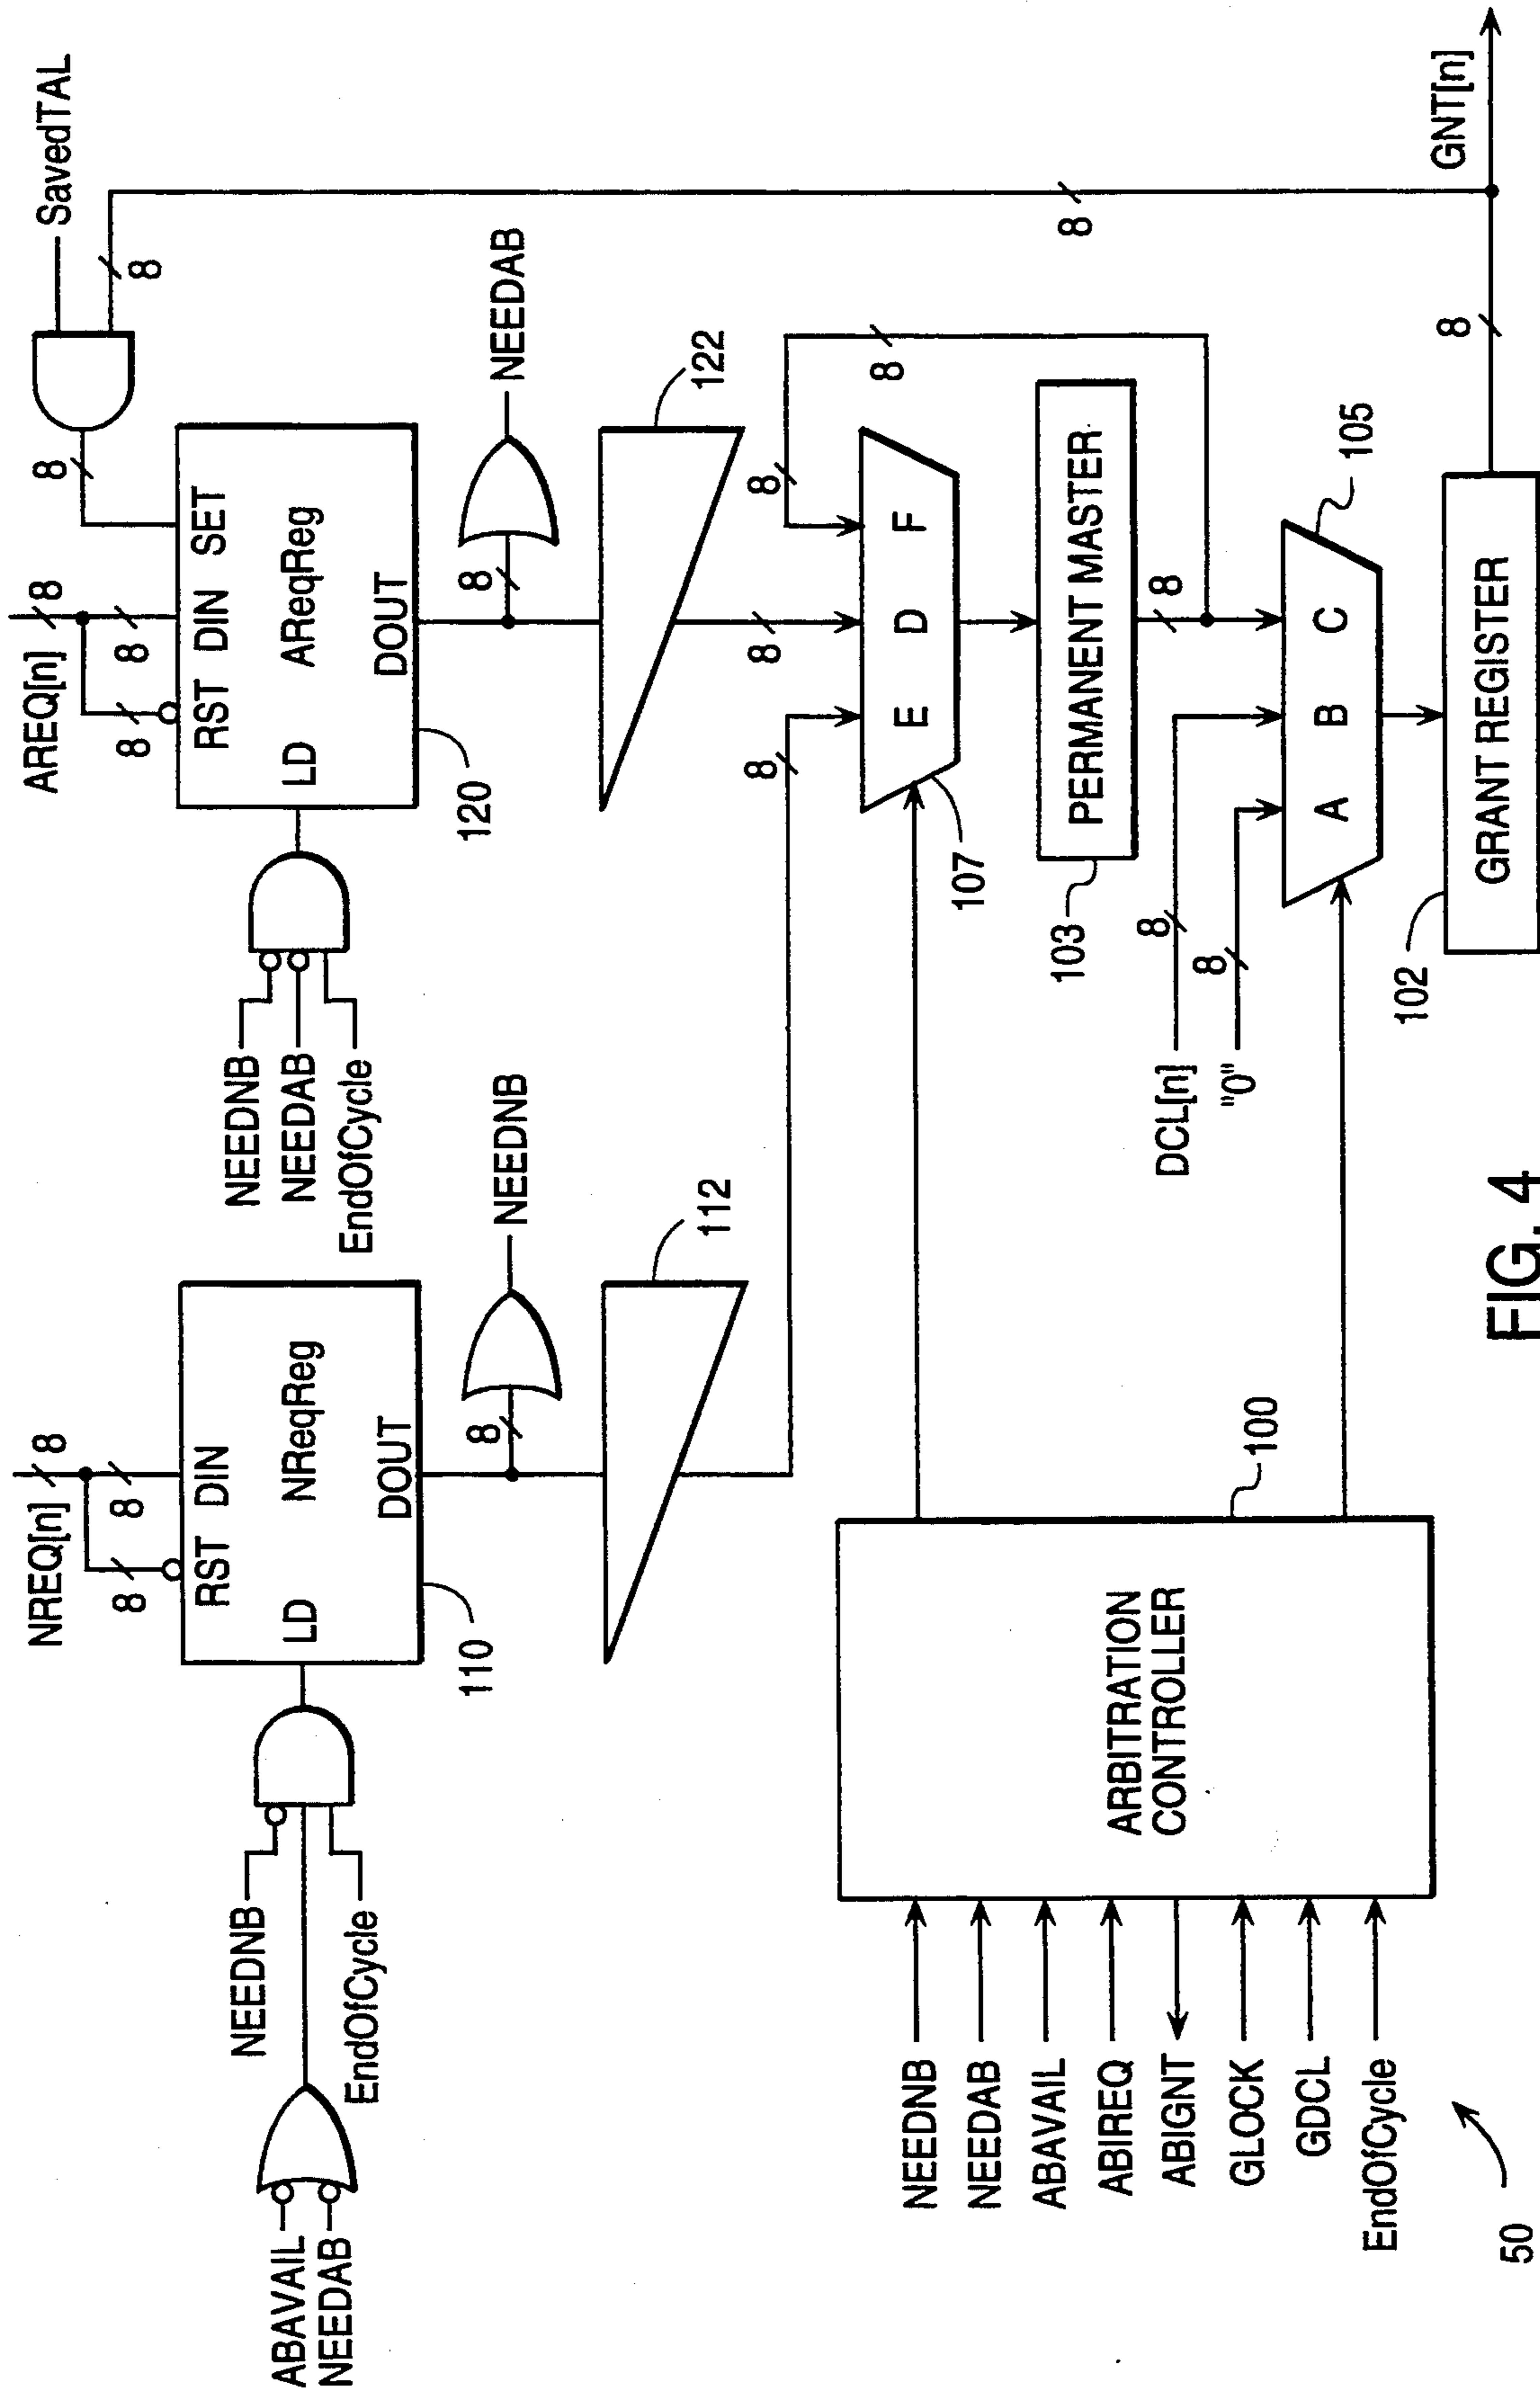 ABAVAIL
NEEDAB
NEEDNB
EndOfCycle
NREQ[n]
8
8
8
RST DIN
LD
NReqReg
DOUT
110
8
NEEDNB
112
NEEDNB
NEEDAB
EndOfCycle
AREQ[n]
8
8
8
RST DIN SET
LD
AReqReg
DOUT
120
8
SavedTAL
8
8
NEEDAB
122
8
8
8
8
E D F
107
PERMANENT MASTER
103
8
DCL[n]
8
"0"
8
A B C
105
GRANT REGISTER
102
8
8
GNT[n]
NEEDNB
NEEDAB
ABAVAIL
ABIREQ
ABIGNT
GLOCK
GDCL
EndOfCycle
ARBITRATION
CONTROLLER
100
50
FIG. 4